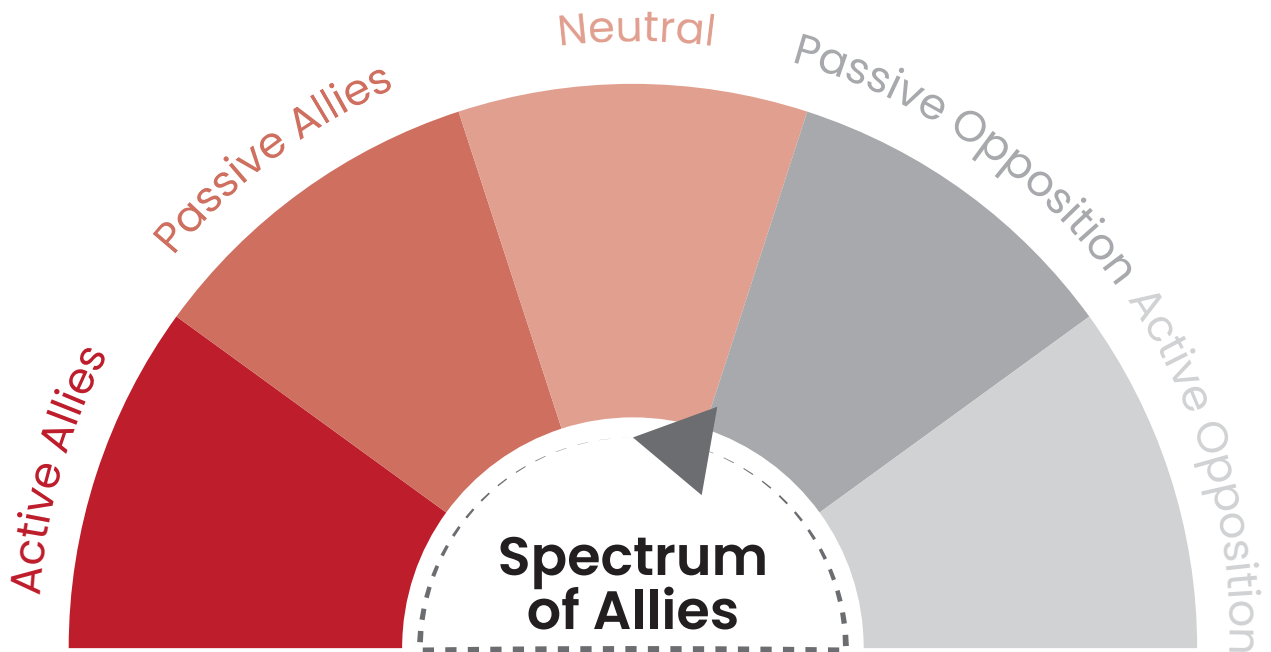 Active Allies
Passive Allies
Neutral
Passive Opposition
Active Opposition
Spectrum
of Allies